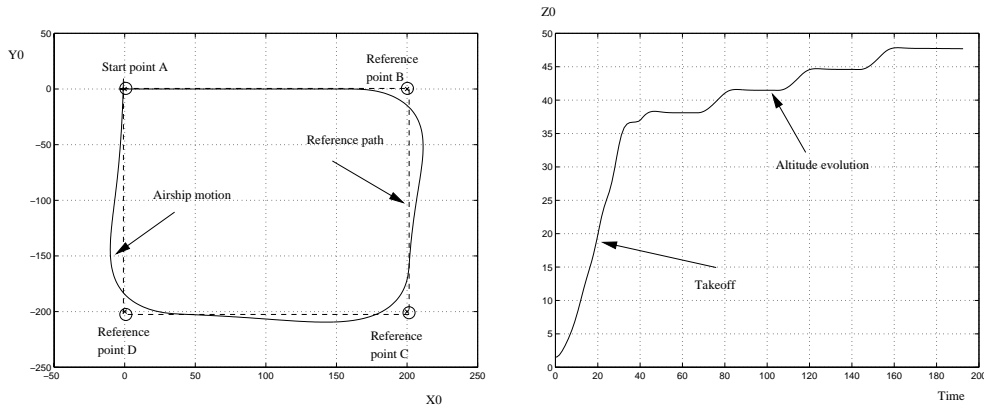 Y0
50
0
−50
−100
−150
−200
−250
−50
0
50
100
150
200
250
X0
Start point A
Reference
point B
Reference path
Airship motion
Reference
point D
Reference
point C
Z0
50
45
40
35
30
25
20
15
10
5
0
0
20
40
60
80
100
120
140
160
180
200
Time
Altitude evolution
Takeoff